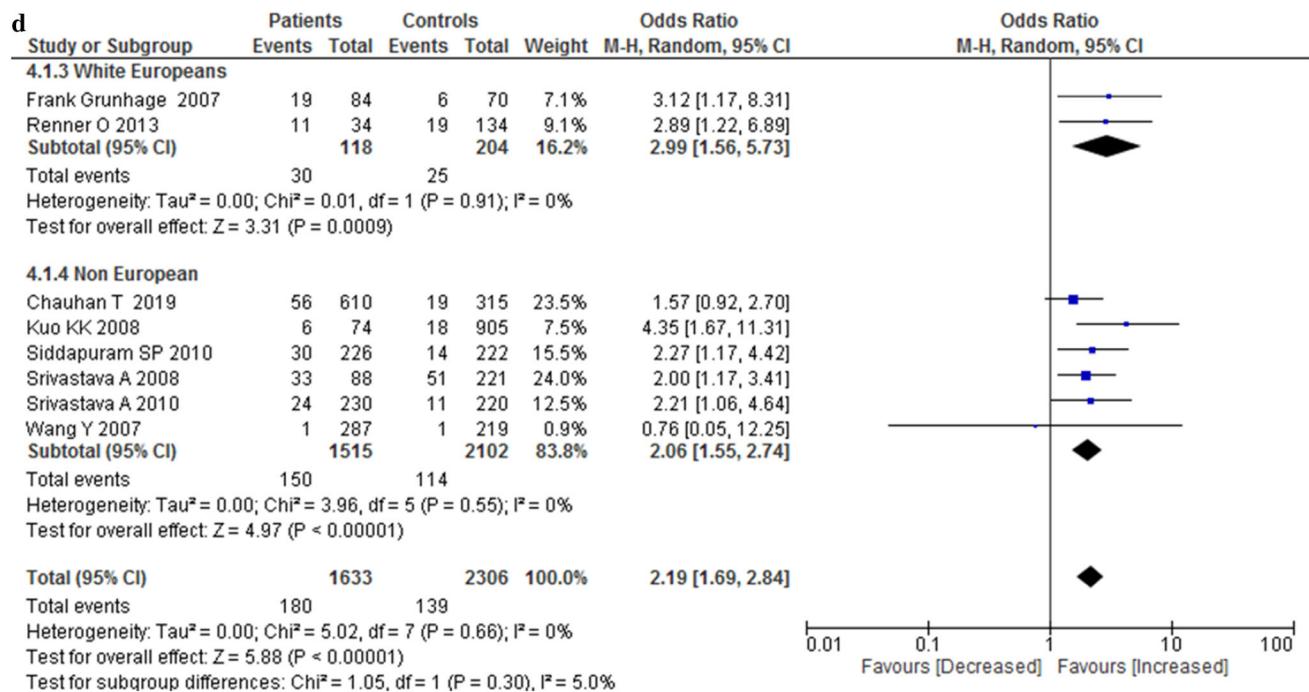 d
Patients Controls Odds Ratio Odds Ratio
Study or Subgroup Events Total Events Total Weight M-H, Random, 95% CI M-H, Random, 95% CI
4.1.3 White Europeans
Frank Grunhage 2007 19 84 6 70 7.1% 3.12 [1.17, 8.31]
Renner O 2013 11 34 19 134 9.1% 2.89 [1.22, 6.89]
Subtotal (95% CI) 118 204 16.2% 2.99 [1.56, 5.73]
Total events 30 25
Heterogeneity: Tau² = 0.00; Chi² = 0.01, df = 1 (P = 0.91); I² = 0%
Test for overall effect: Z = 3.31 (P = 0.0009)
4.1.4 Non European
Chauhan T 2019 56 610 19 315 23.5% 1.57 [0.92, 2.70]
Kuo KK 2008 6 74 18 905 7.5% 4.35 [1.67, 11.31]
Siddapuram SP 2010 30 226 14 222 15.5% 2.27 [1.17, 4.42]
Srivastava A 2008 33 88 51 221 24.0% 2.00 [1.17, 3.41]
Srivastava A 2010 24 230 11 220 12.5% 2.21 [1.06, 4.64]
Wang Y 2007 1 287 1 219 0.9% 0.76 [0.05, 12.25]
Subtotal (95% CI) 1515 2102 83.8% 2.06 [1.55, 2.74]
Total events 150 114
Heterogeneity: Tau² = 0.00; Chi² = 3.96, df = 5 (P = 0.55); I² = 0%
Test for overall effect: Z = 4.97 (P < 0.00001)
Total (95% CI) 1633 2306 100.0% 2.19 [1.69, 2.84]
Total events 180 139
Heterogeneity: Tau² = 0.00; Chi² = 5.02, df = 7 (P = 0.66); I² = 0%
Test for overall effect: Z = 5.88 (P < 0.00001)
Test for subgroup differences: Chi² = 1.05, df = 1 (P = 0.30), I² = 5.0%
0.01 0.1 1 10 100
Favours [Decreased] Favours [Increased]